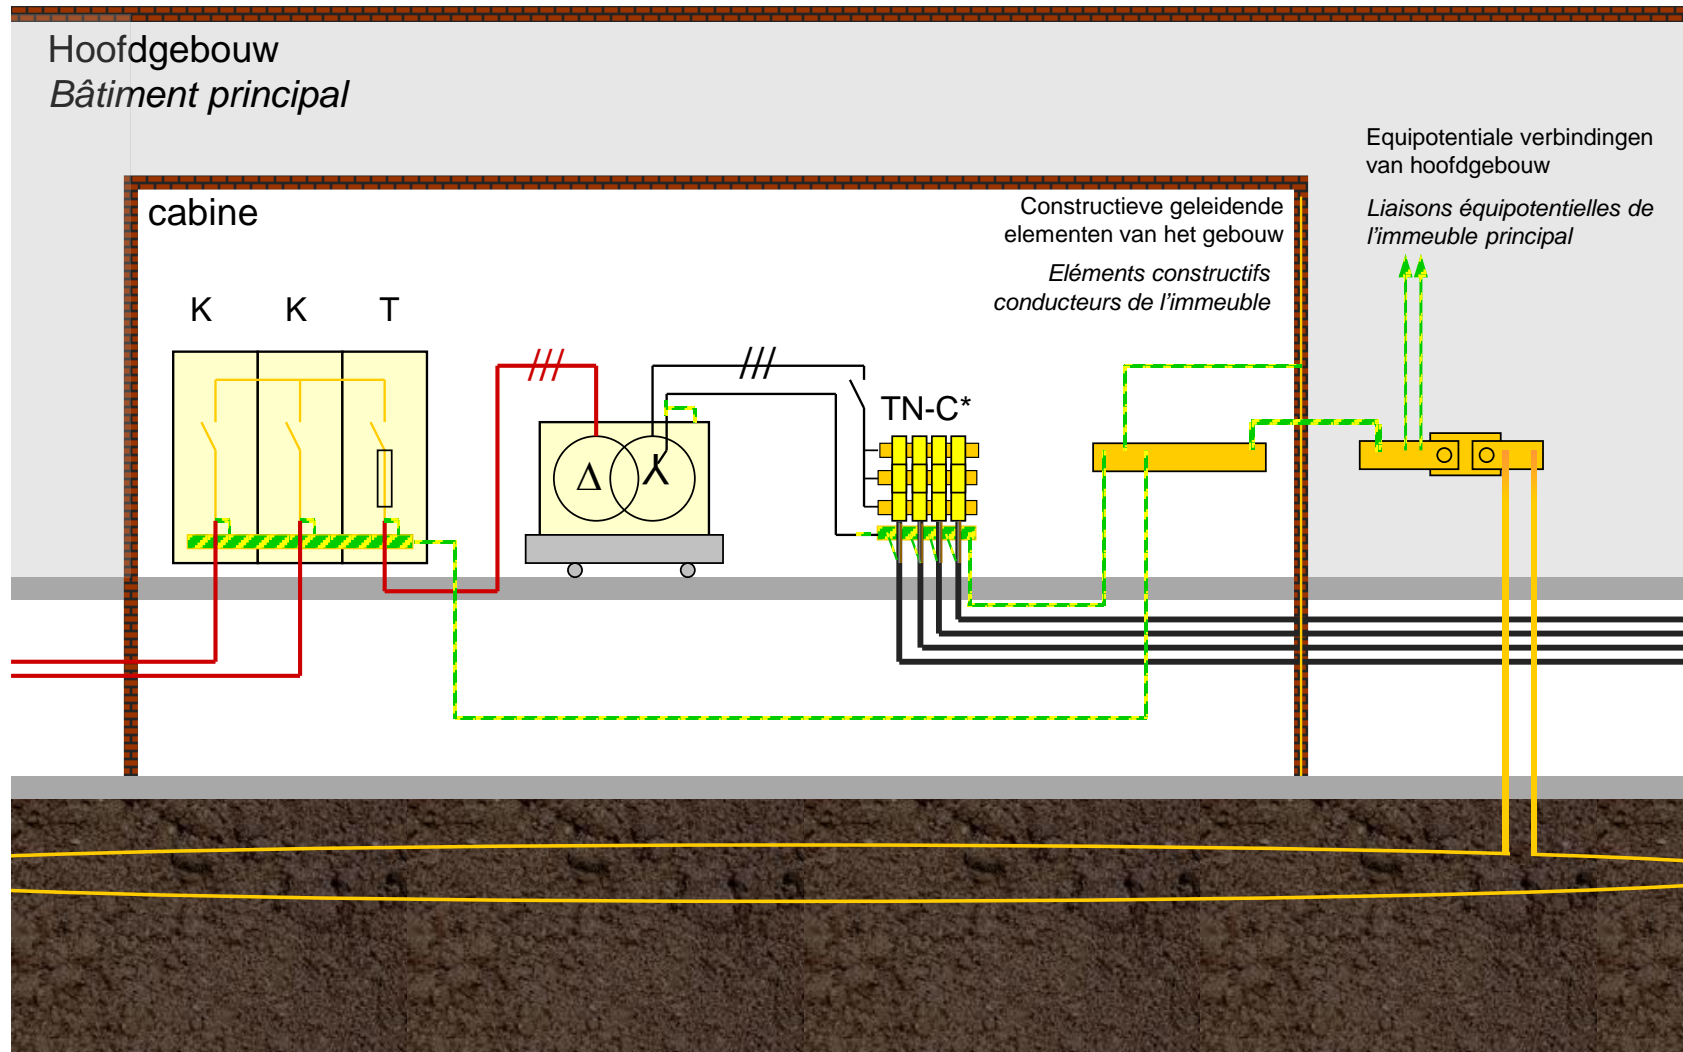 Hoofdgebouw
Bâtiment principal
Equipotentiale verbindingen
van hoofdgebouw
Liaisons équipotentielles de
l'immeuble principal
cabine
Constructieve geleidende
elementen van het gebouw
Eléments constructifs
conducteurs de l'immeuble
K K T
TN-C*
Δ